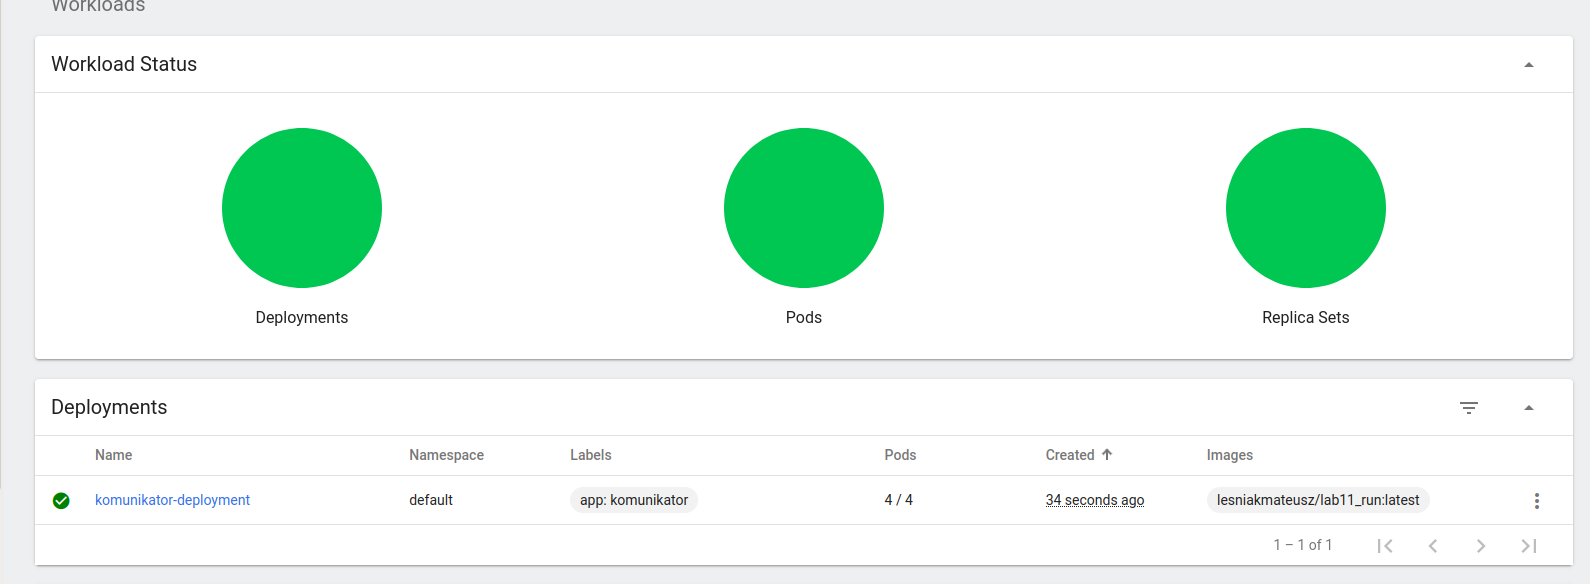 Workloads
Workload Status
Deployments Pods Replica Sets
Deployments
Name Namespace Labels Pods Created Images
komunikator-deployment default app: komunikator 4 / 4 34 seconds ago lesniakmateusz/lab11_run:latest
1 – 1 of 1